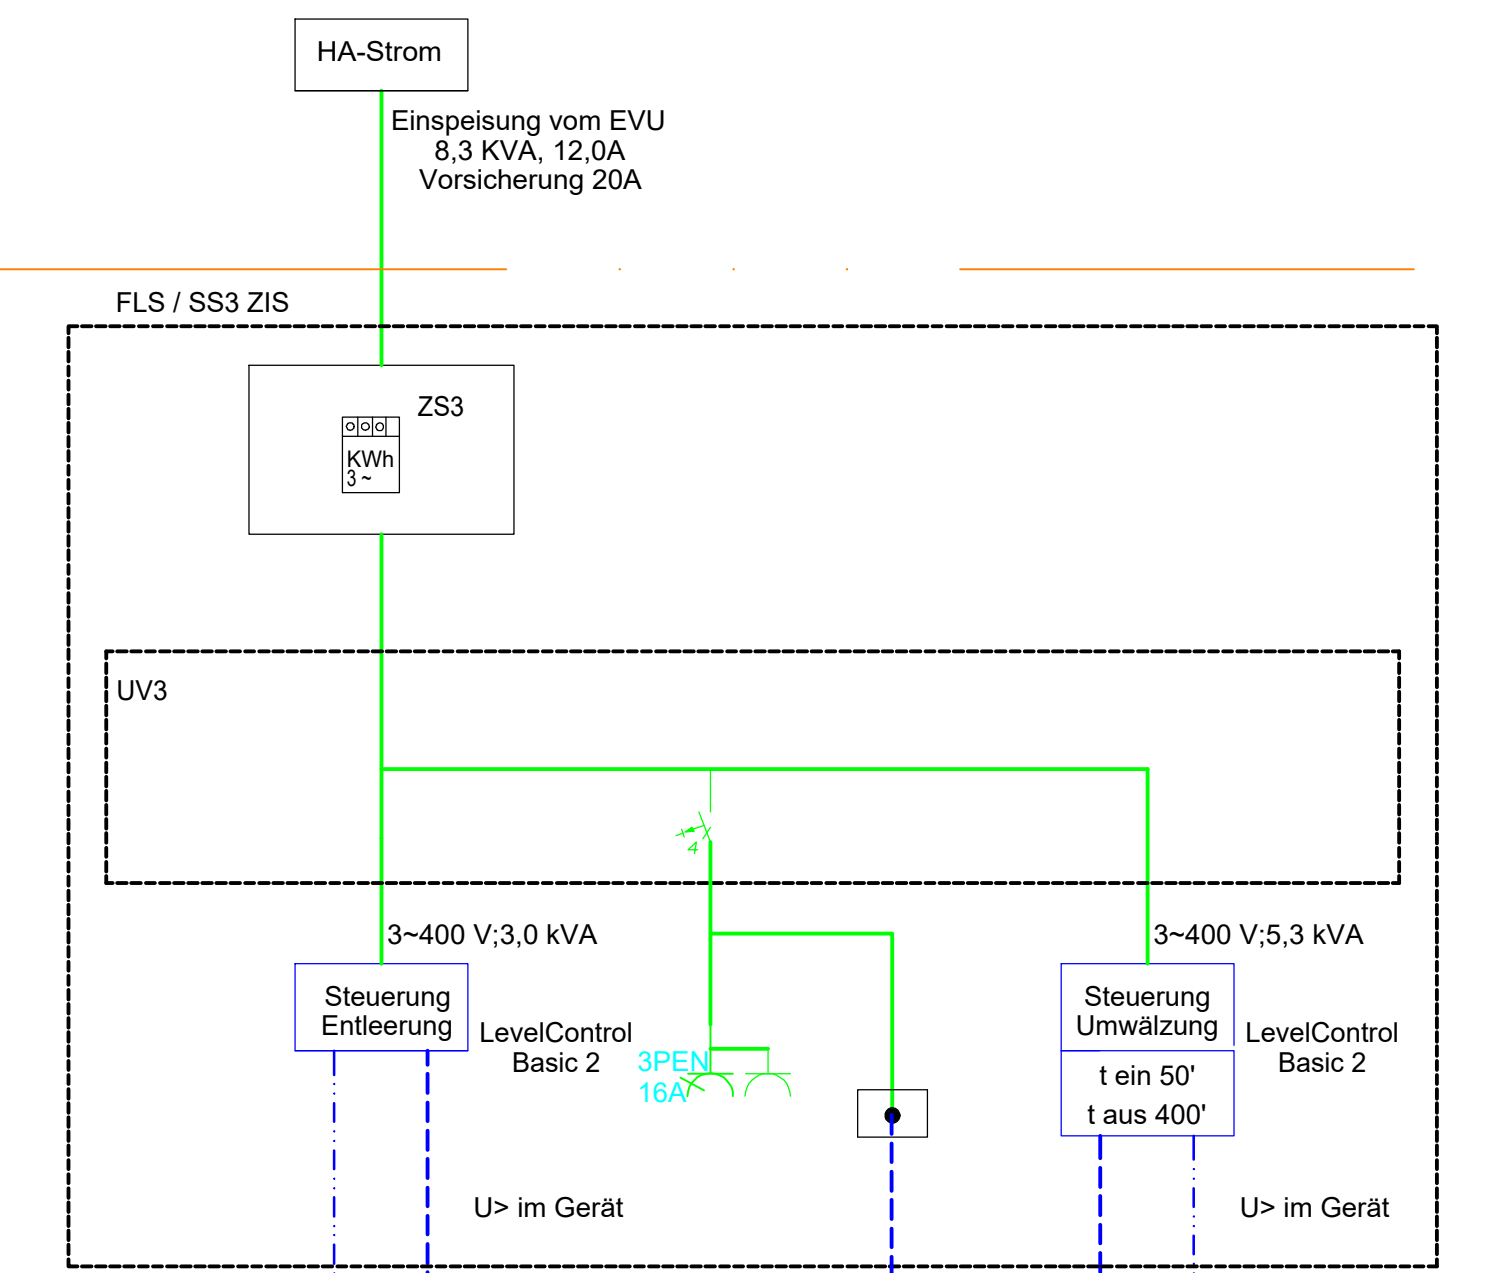 HA-Strom
Einspeisung vom EVU
8,3 KVA, 12,0A
Vorsicherung 20A
FLS / SS3 ZIS
ZS3
KWh
3 ~
UV3
4
3~400 V;3,0 kVA
3~400 V;5,3 kVA
Steuerung
Entleerung
LevelControl
Basic 2
3PEN
16A
Steuerung
Umwälzung
LevelControl
Basic 2
t ein 50'
t aus 400'
U> im Gerät
U> im Gerät